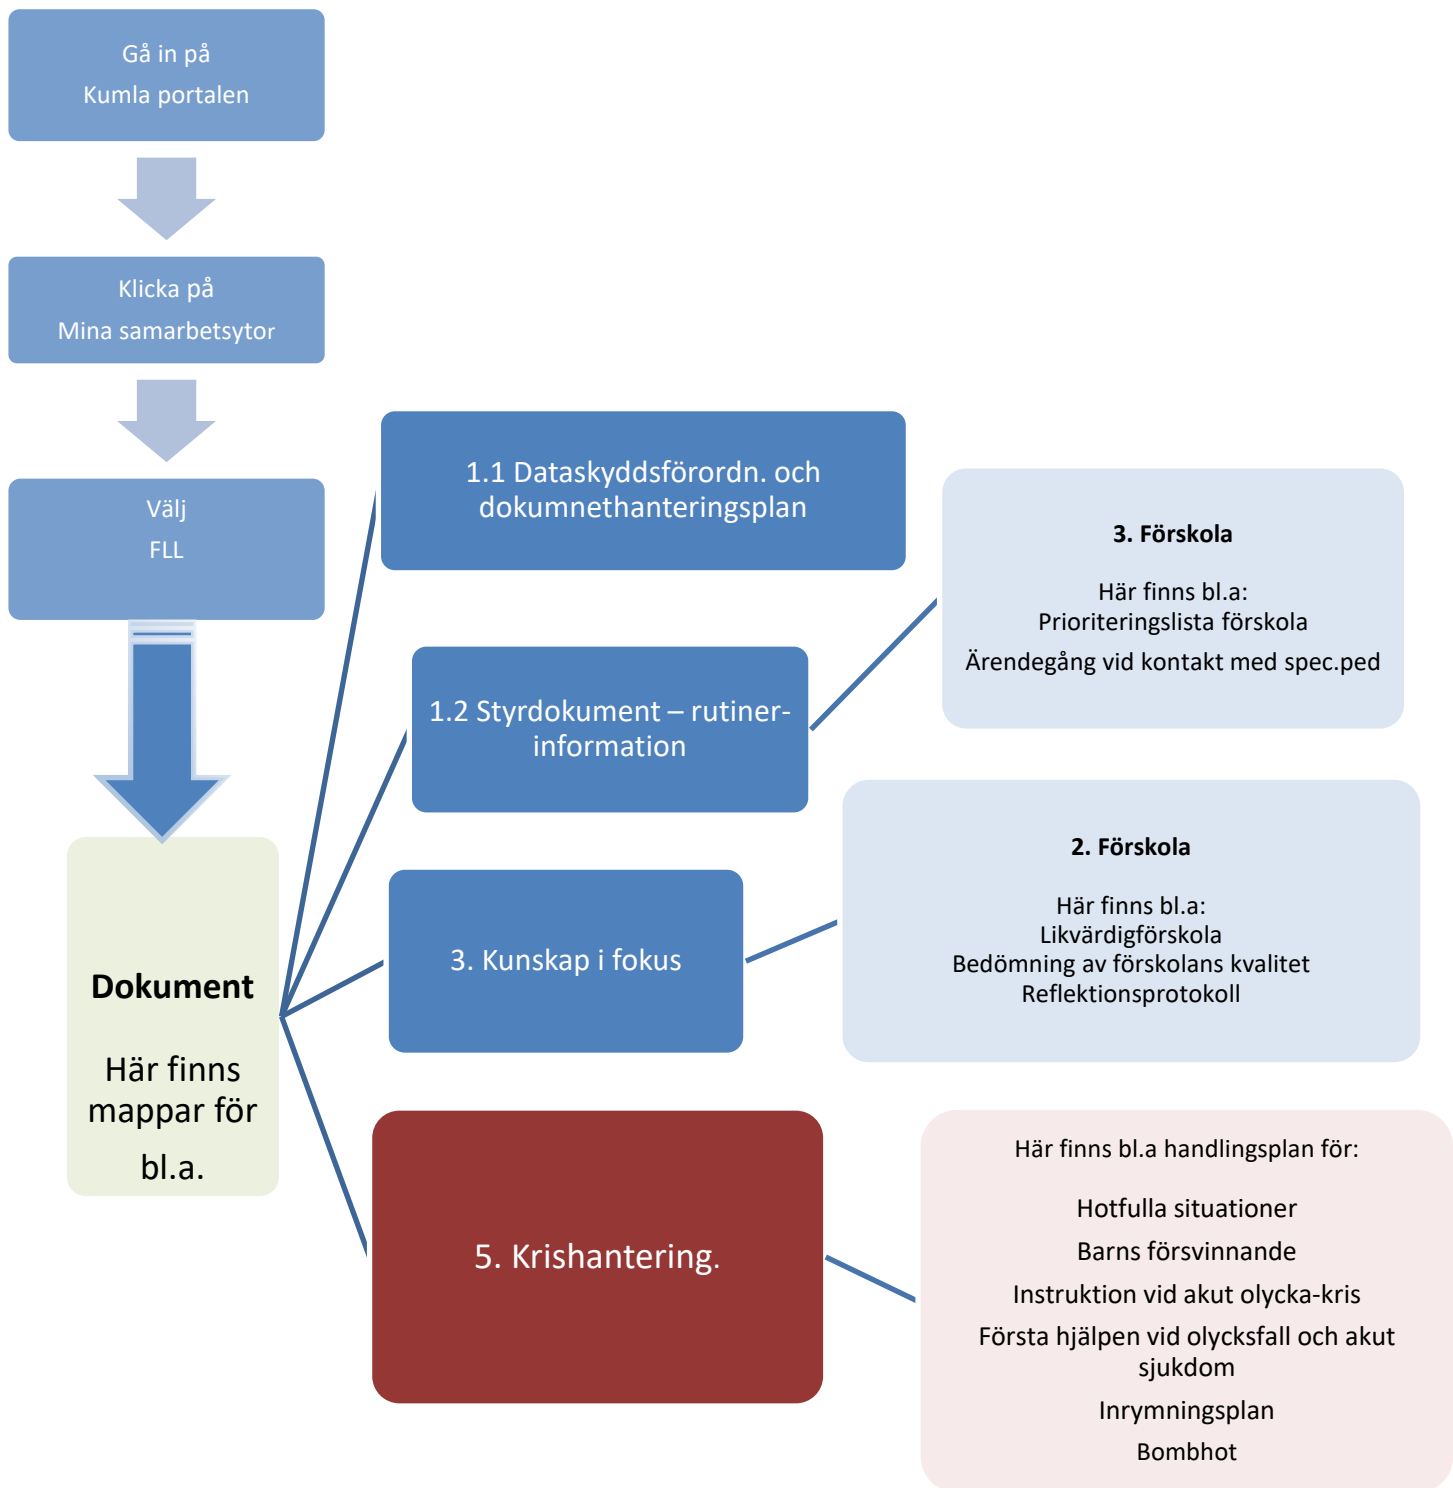 Gå in på
Kumla portalen
Klicka på
Mina samarbetsytor
Välj
FLL
Dokument
Här finns
mappar för
bl.a.
1.1 Dataskyddsförordn. och
dokumnethanteringsplan
1.2 Styrdokument – rutiner-
information
3. Förskola
Här finns bl.a:
Prioriteringslista förskola
Ärendegång vid kontakt med spec.ped
3. Kunskap i fokus
2. Förskola
Här finns bl.a:
Likvärdigförskola
Bedömning av förskolans kvalitet
Reflektionsprotokoll
5. Krishantering.
Här finns bl.a handlingsplan för:
Hotfulla situationer
Barns försvinnande
Instruktion vid akut olycka-kris
Första hjälpen vid olycksfall och akut
sjukdom
Inrymningsplan
Bombhot